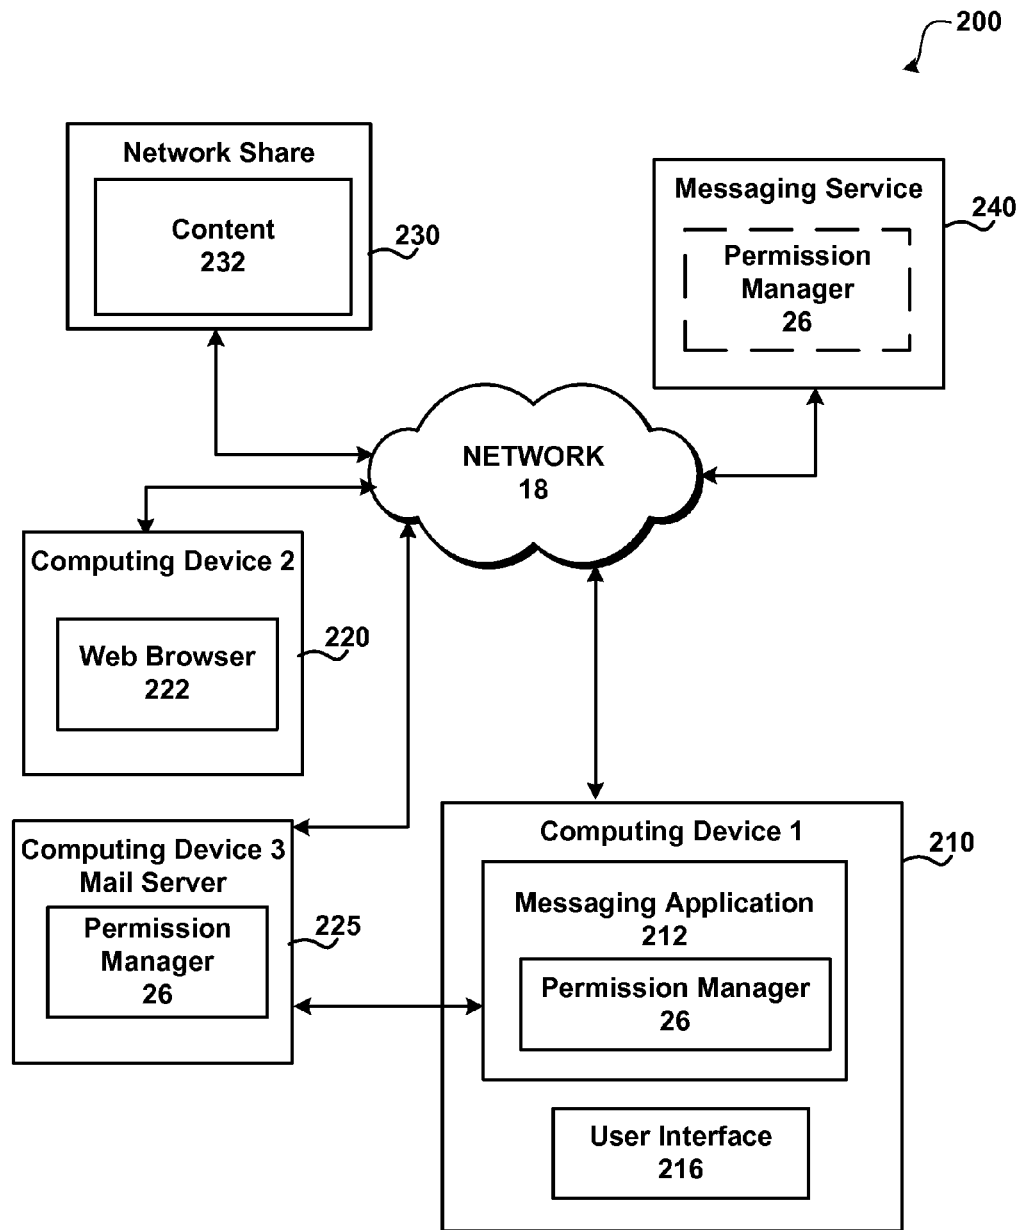 200
Network Share
Content
232
230
Messaging Service
240
Permission
Manager
26
NETWORK
18
Computing Device 2
Web Browser
222
220
Computing Device 3
Mail Server
Permission
Manager
26
225
Computing Device 1
210
Messaging Application
212
Permission Manager
26
User Interface
216